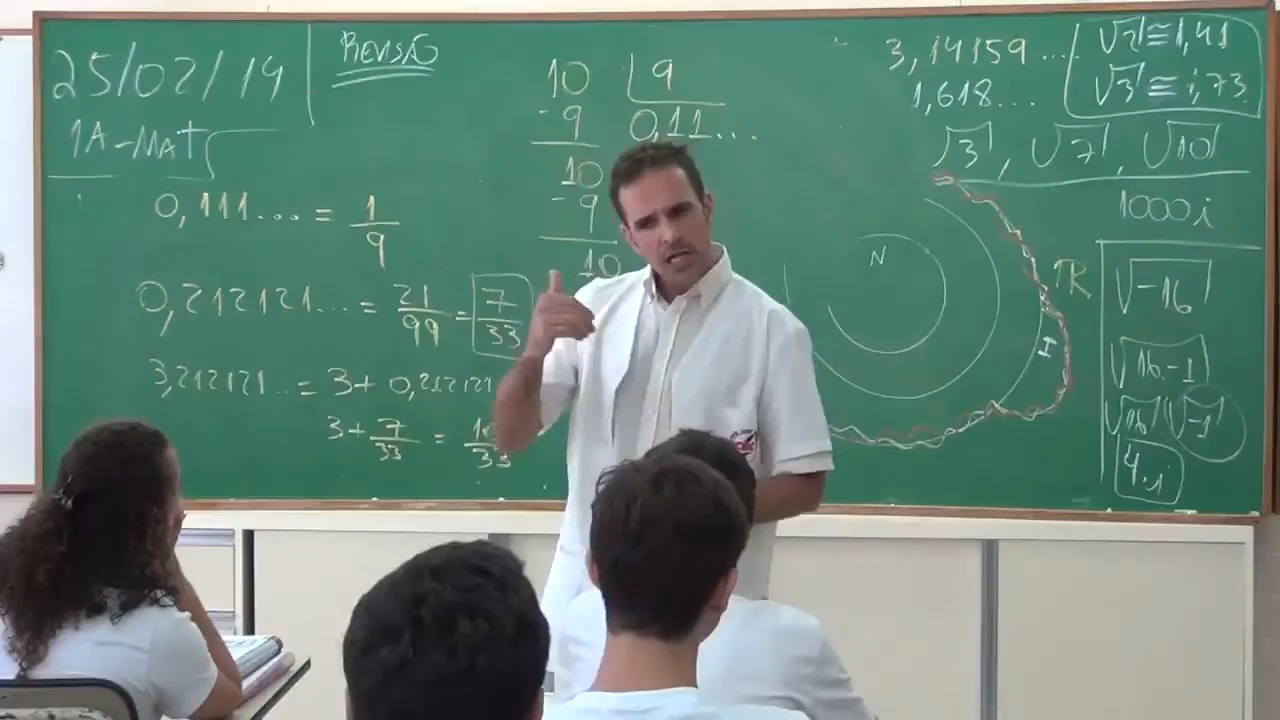 25/02/19
1A-MAT
REVISÃO
0,111... = 1/9
0,212121... = 21/99 = 7/33
3,212121.. = 3 + 0,212121
3 + 7/33 =
33
10 | 9
-9 0,11...
10
-9
10
3,14159....
1,618....
√2 ≅ 1,41
√3 ≅ 1,73
√3, √7, √10
1000i
N
I
ℝ
√-16
√16.-1
√16 √-1
4.i